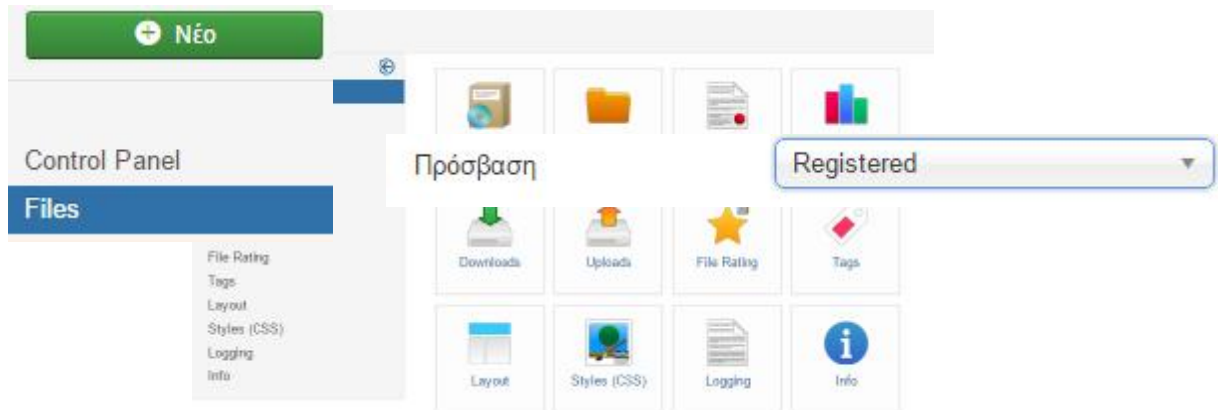 Νέο
Control Panel
Files
File Rating
Tags
Layout
Styles (CSS)
Logging
Info
Πρόσβαση
Registered
Downloads
Uploads
File Rating
Tags
Layout
Styles (CSS)
Logging
Info